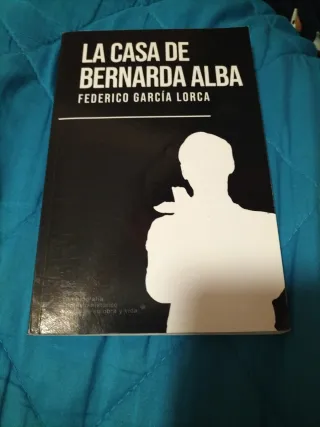 LA CASA DE
BERNARDA ALBA
FEDERICO GARCÍA LORCA